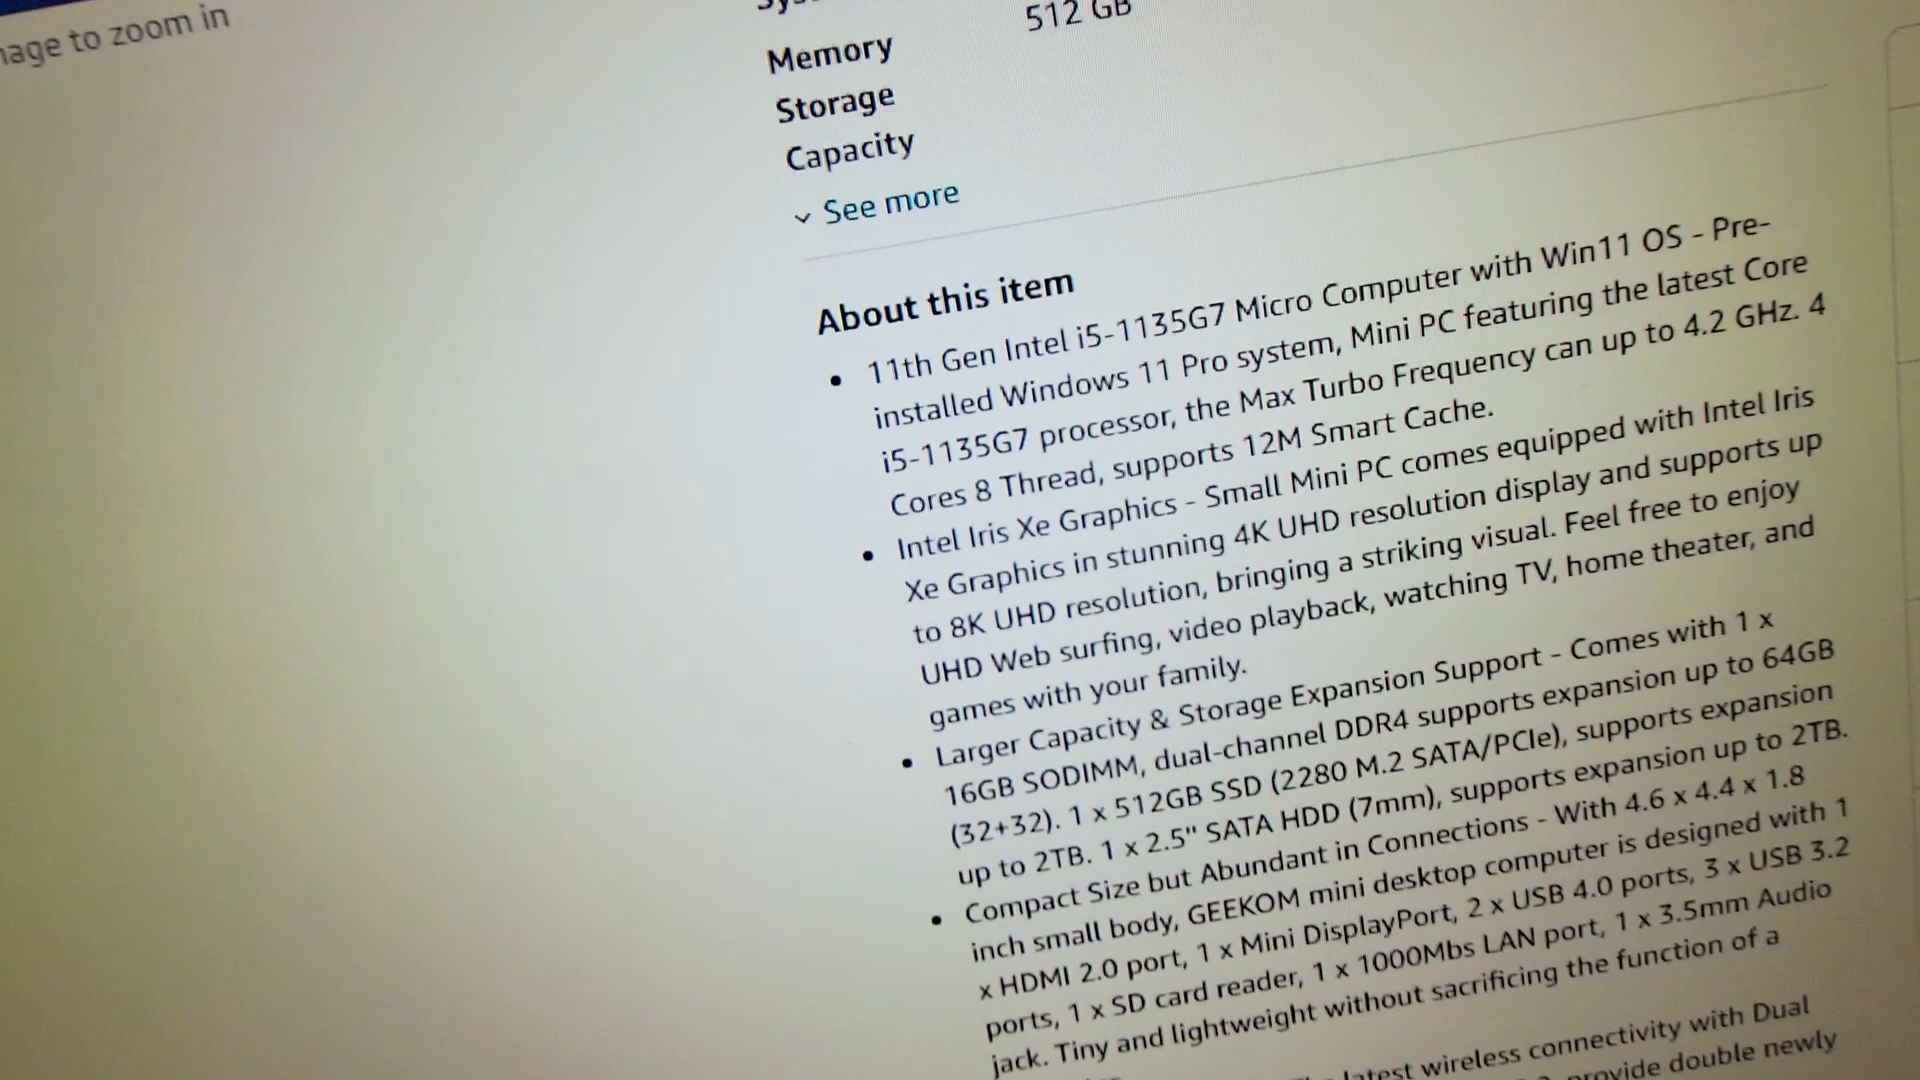 to zoom in
512 GB
Memory
Storage
Capacity
See more
About this item
• 11th Gen Intel i5-1135G7 Micro Computer with Win11 OS - Pre-
installed Windows 11 Pro system, Mini PC featuring the latest Core
i5-1135G7 processor, the Max Turbo Frequency can up to 4.2 GHz. 4
Cores 8 Thread, supports 12M Smart Cache.
• Intel Iris Xe Graphics - Small Mini PC comes equipped with Intel Iris
Xe Graphics in stunning 4K UHD resolution display and supports up
to 8K UHD resolution, bringing a striking visual. Feel free to enjoy
UHD Web surfing, video playback, watching TV, home theater, and
games with your family.
• Larger Capacity & Storage Expansion Support - Comes with 1 x
16GB SODIMM, dual-channel DDR4 supports expansion up to 64GB
(32+32). 1 x 512GB SSD (2280 M.2 SATA/PCIe), supports expansion
up to 2TB. 1 x 2.5" SATA HDD (7mm), supports expansion up to 2TB.
• Compact Size but Abundant in Connections - With 4.6 x 4.4 x 1.8
inch small body, GEEKOM mini desktop computer is designed with 1
x HDMI 2.0 port, 1 x Mini DisplayPort, 2 x USB 4.0 ports, 3 x USB 3.2
ports, 1 x SD card reader, 1 x 1000Mbs LAN port, 1 x 3.5mm Audio
jack. Tiny and lightweight without sacrificing the function of a
latest wireless connectivity with Dual
provide double newly